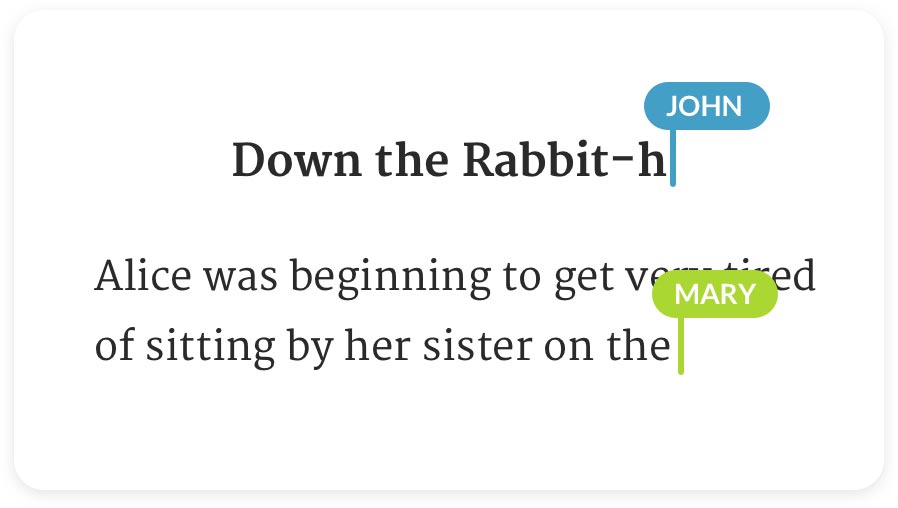 JOHN
Down the Rabbit-h
Alice was beginning to get very tired
MARY
of sitting by her sister on the